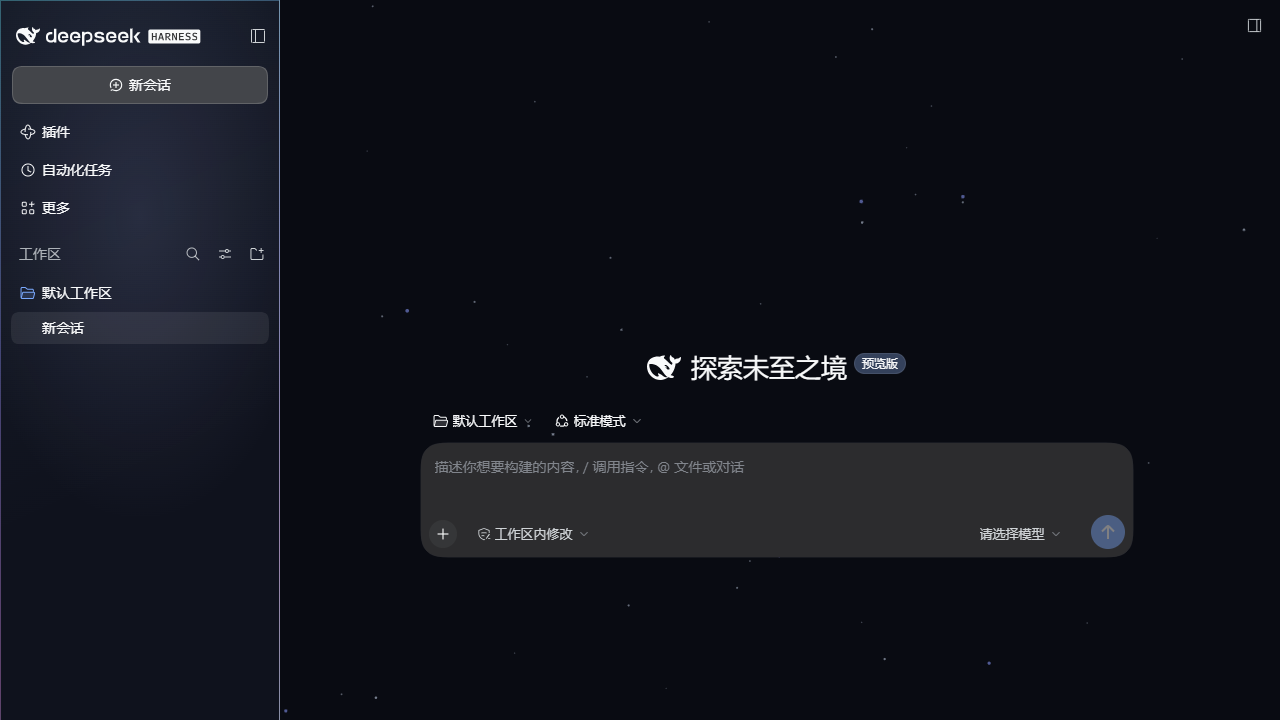 deepseek HARNESS
新会话
插件
自动化任务
更多
工作区
默认工作区
新会话
探索未至之境 预览版
默认工作区 标准模式
描述你想要构建的内容, / 调用指令, @ 文件或对话
工作区内修改 请选择模型